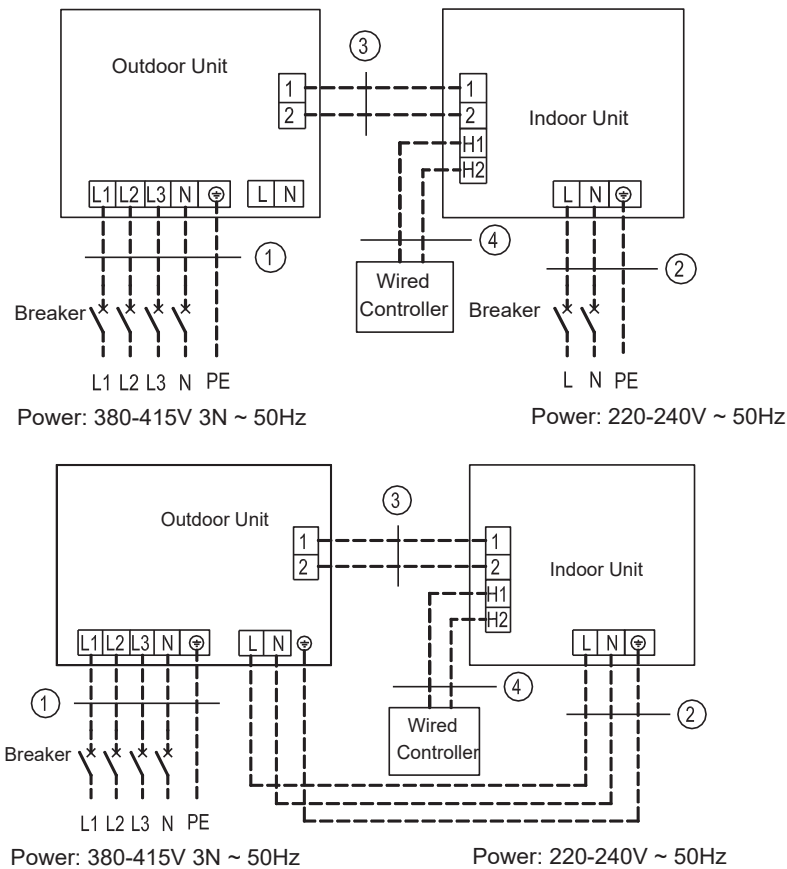 Outdoor Unit
3
1
2
1
2
H1
H2
Indoor Unit
L1 L2 L3 N
L N
L N
1
4
2
Wired
Controller
Breaker
Breaker
L1 L2 L3 N PE
L N PE
Power: 380-415V 3N ~ 50Hz
Power: 220-240V ~ 50Hz
Outdoor Unit
3
1
2
1
2
H1
H2
Indoor Unit
L1 L2 L3 N
L N
L N
1
4
2
Wired
Controller
Breaker
L1 L2 L3 N PE
Power: 380-415V 3N ~ 50Hz
Power: 220-240V ~ 50Hz